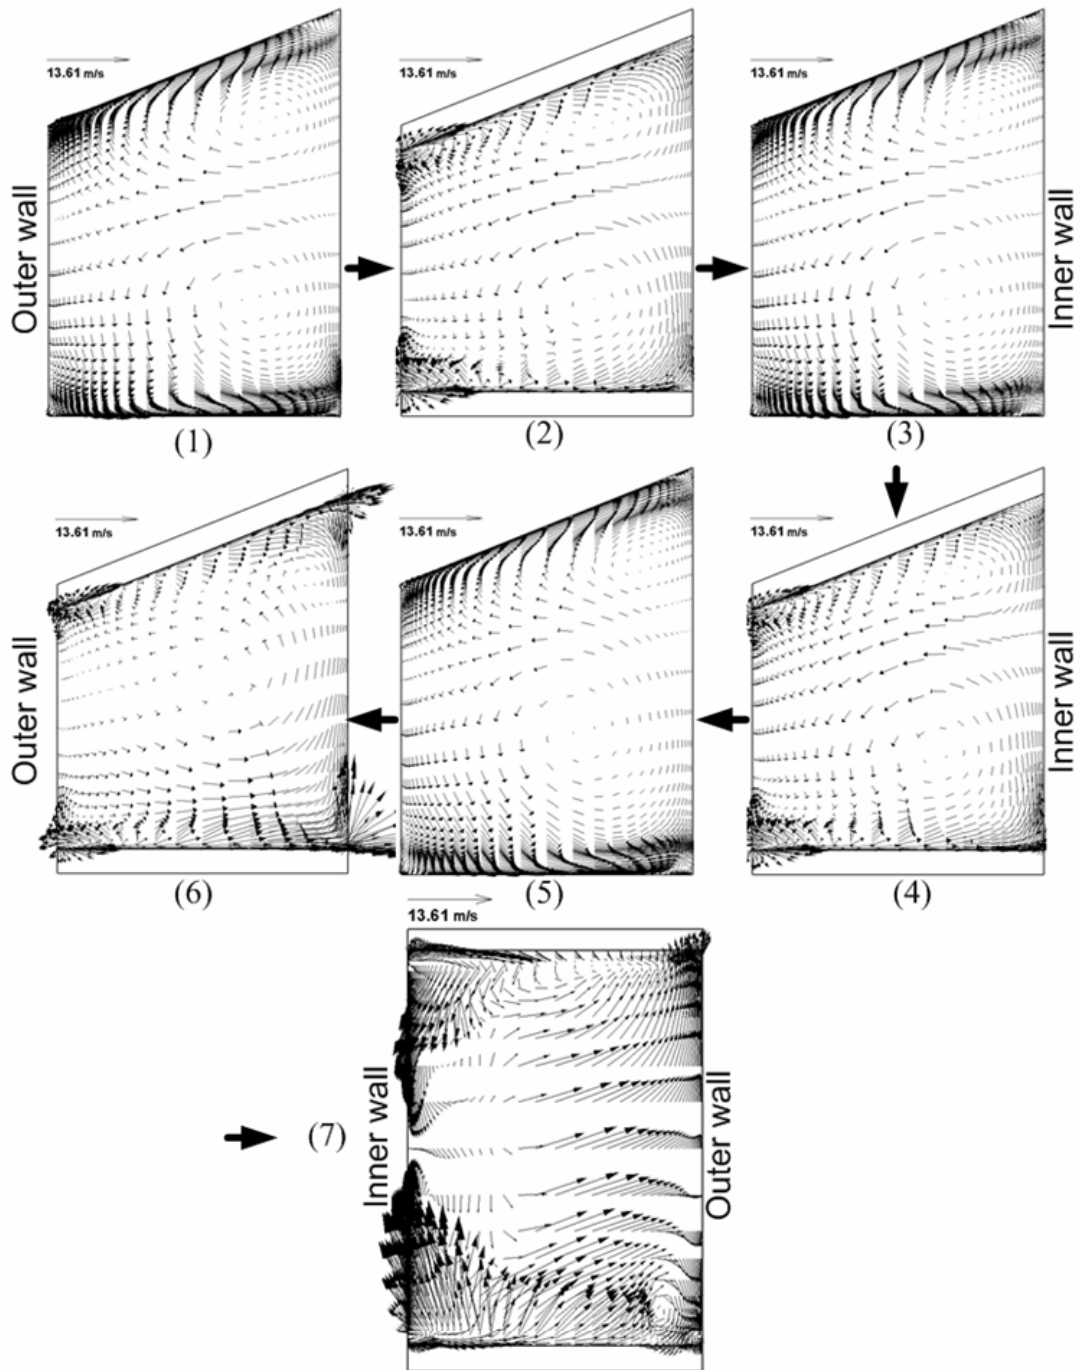 13.61 m/s
13.61 m/s
13.61 m/s
Outer wall
Inner wall
(1)
(2)
(3)
13.61 m/s
13.61 m/s
13.61 m/s
Outer wall
Inner wall
(6)
(5)
(4)
13.61 m/s
(7)
Inner wall
Outer wall